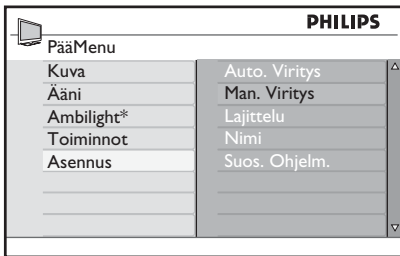 PHILIPS
PääMenu
Kuva
Ääni
Ambilight*
Toiminnot
Asennus
Auto. Viritys
Man. Viritys
Lajittelu
Nimi
Suos. Ohjelm.